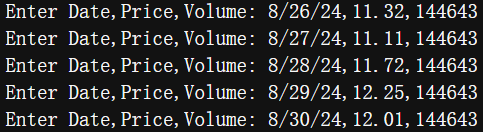 Enter Date,Price,Volume: 8/26/24,11.32,144643
Enter Date,Price,Volume: 8/27/24,11.11,144643
Enter Date,Price,Volume: 8/28/24,11.72,144643
Enter Date,Price,Volume: 8/29/24,12.25,144643
Enter Date,Price,Volume: 8/30/24,12.01,144643